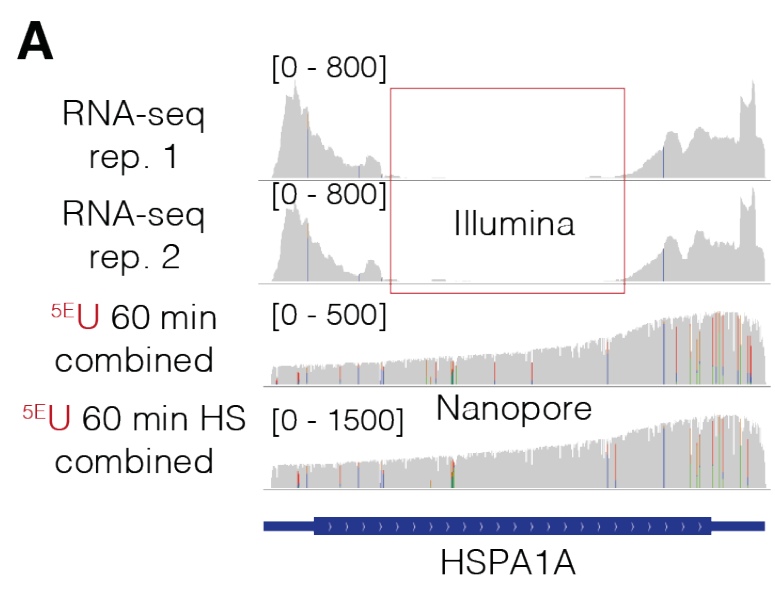 A
[0 - 800]
RNA-seq
rep. 1
[0 - 800]
RNA-seq
rep. 2
Illumina
5EU 60 min
combined
[0 - 500]
5EU 60 min HS
combined
[0 - 1500]
Nanopore
HSPA1A